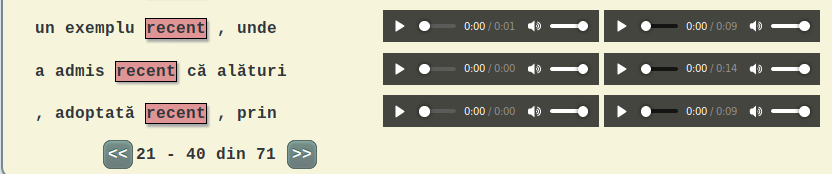 un exemplu recent , unde 0:00 / 0:01 0:00 / 0:09
a admis recent că alături 0:00 / 0:00 0:00 / 0:14
, adoptată recent , prin 0:00 / 0:00 0:00 / 0:09
<< 21 - 40 din 71 >>